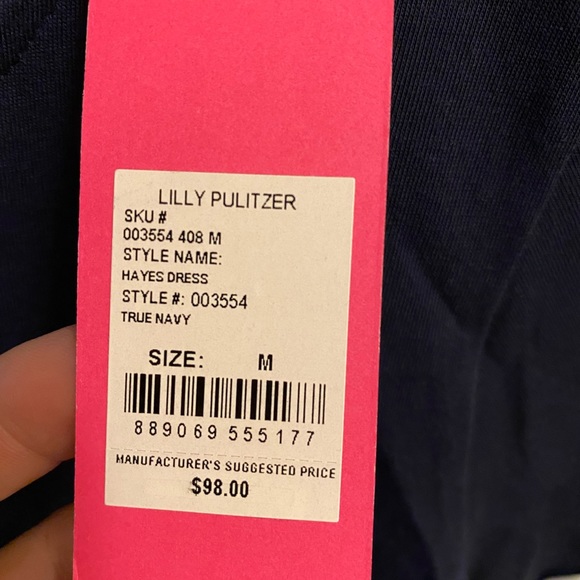 LILLY PULITZER
SKU #
003554 408 M
STYLE NAME:
HAYES DRESS
STYLE #: 003554
TRUE NAVY
SIZE: M
889069 555177
MANUFACTURER'S SUGGESTED PRICE
$98.00